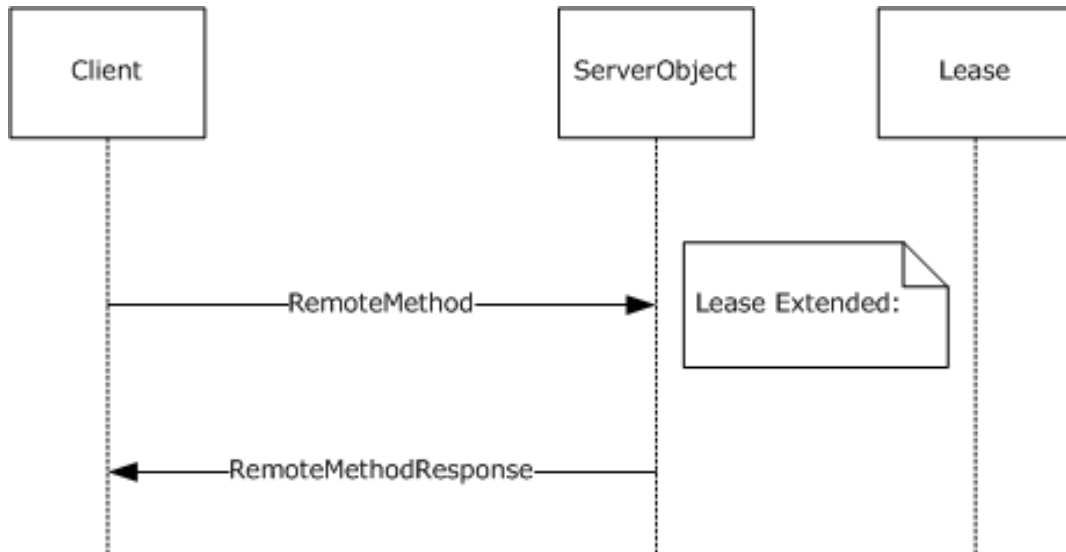 Client
ServerObject
Lease
RemoteMethod
Lease Extended:
RemoteMethodResponse